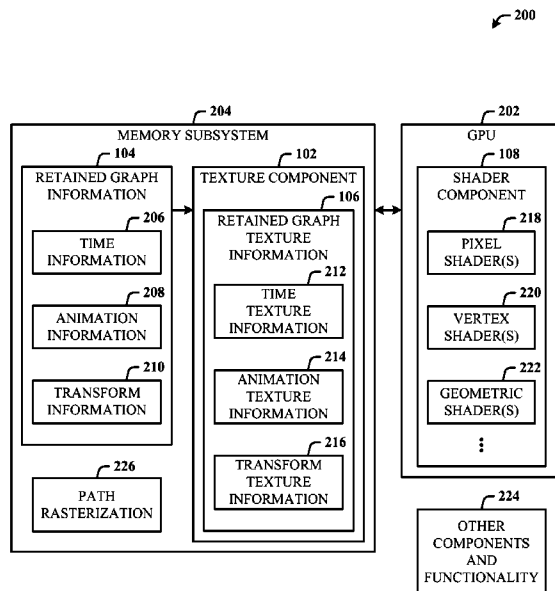 200
204
MEMORY SUBSYSTEM
104
RETAINED GRAPH
INFORMATION
206
TIME
INFORMATION
208
ANIMATION
INFORMATION
210
TRANSFORM
INFORMATION
226
PATH
RASTERIZATION
102
TEXTURE COMPONENT
106
RETAINED GRAPH
TEXTURE
INFORMATION
212
TIME
TEXTURE
INFORMATION
214
ANIMATION
TEXTURE
INFORMATION
216
TRANSFORM
TEXTURE
INFORMATION
202
GPU
108
SHADER
COMPONENT
218
PIXEL
SHADER(S)
220
VERTEX
SHADER(S)
222
GEOMETRIC
SHADER(S)
224
OTHER
COMPONENTS
AND
FUNCTIONALITY